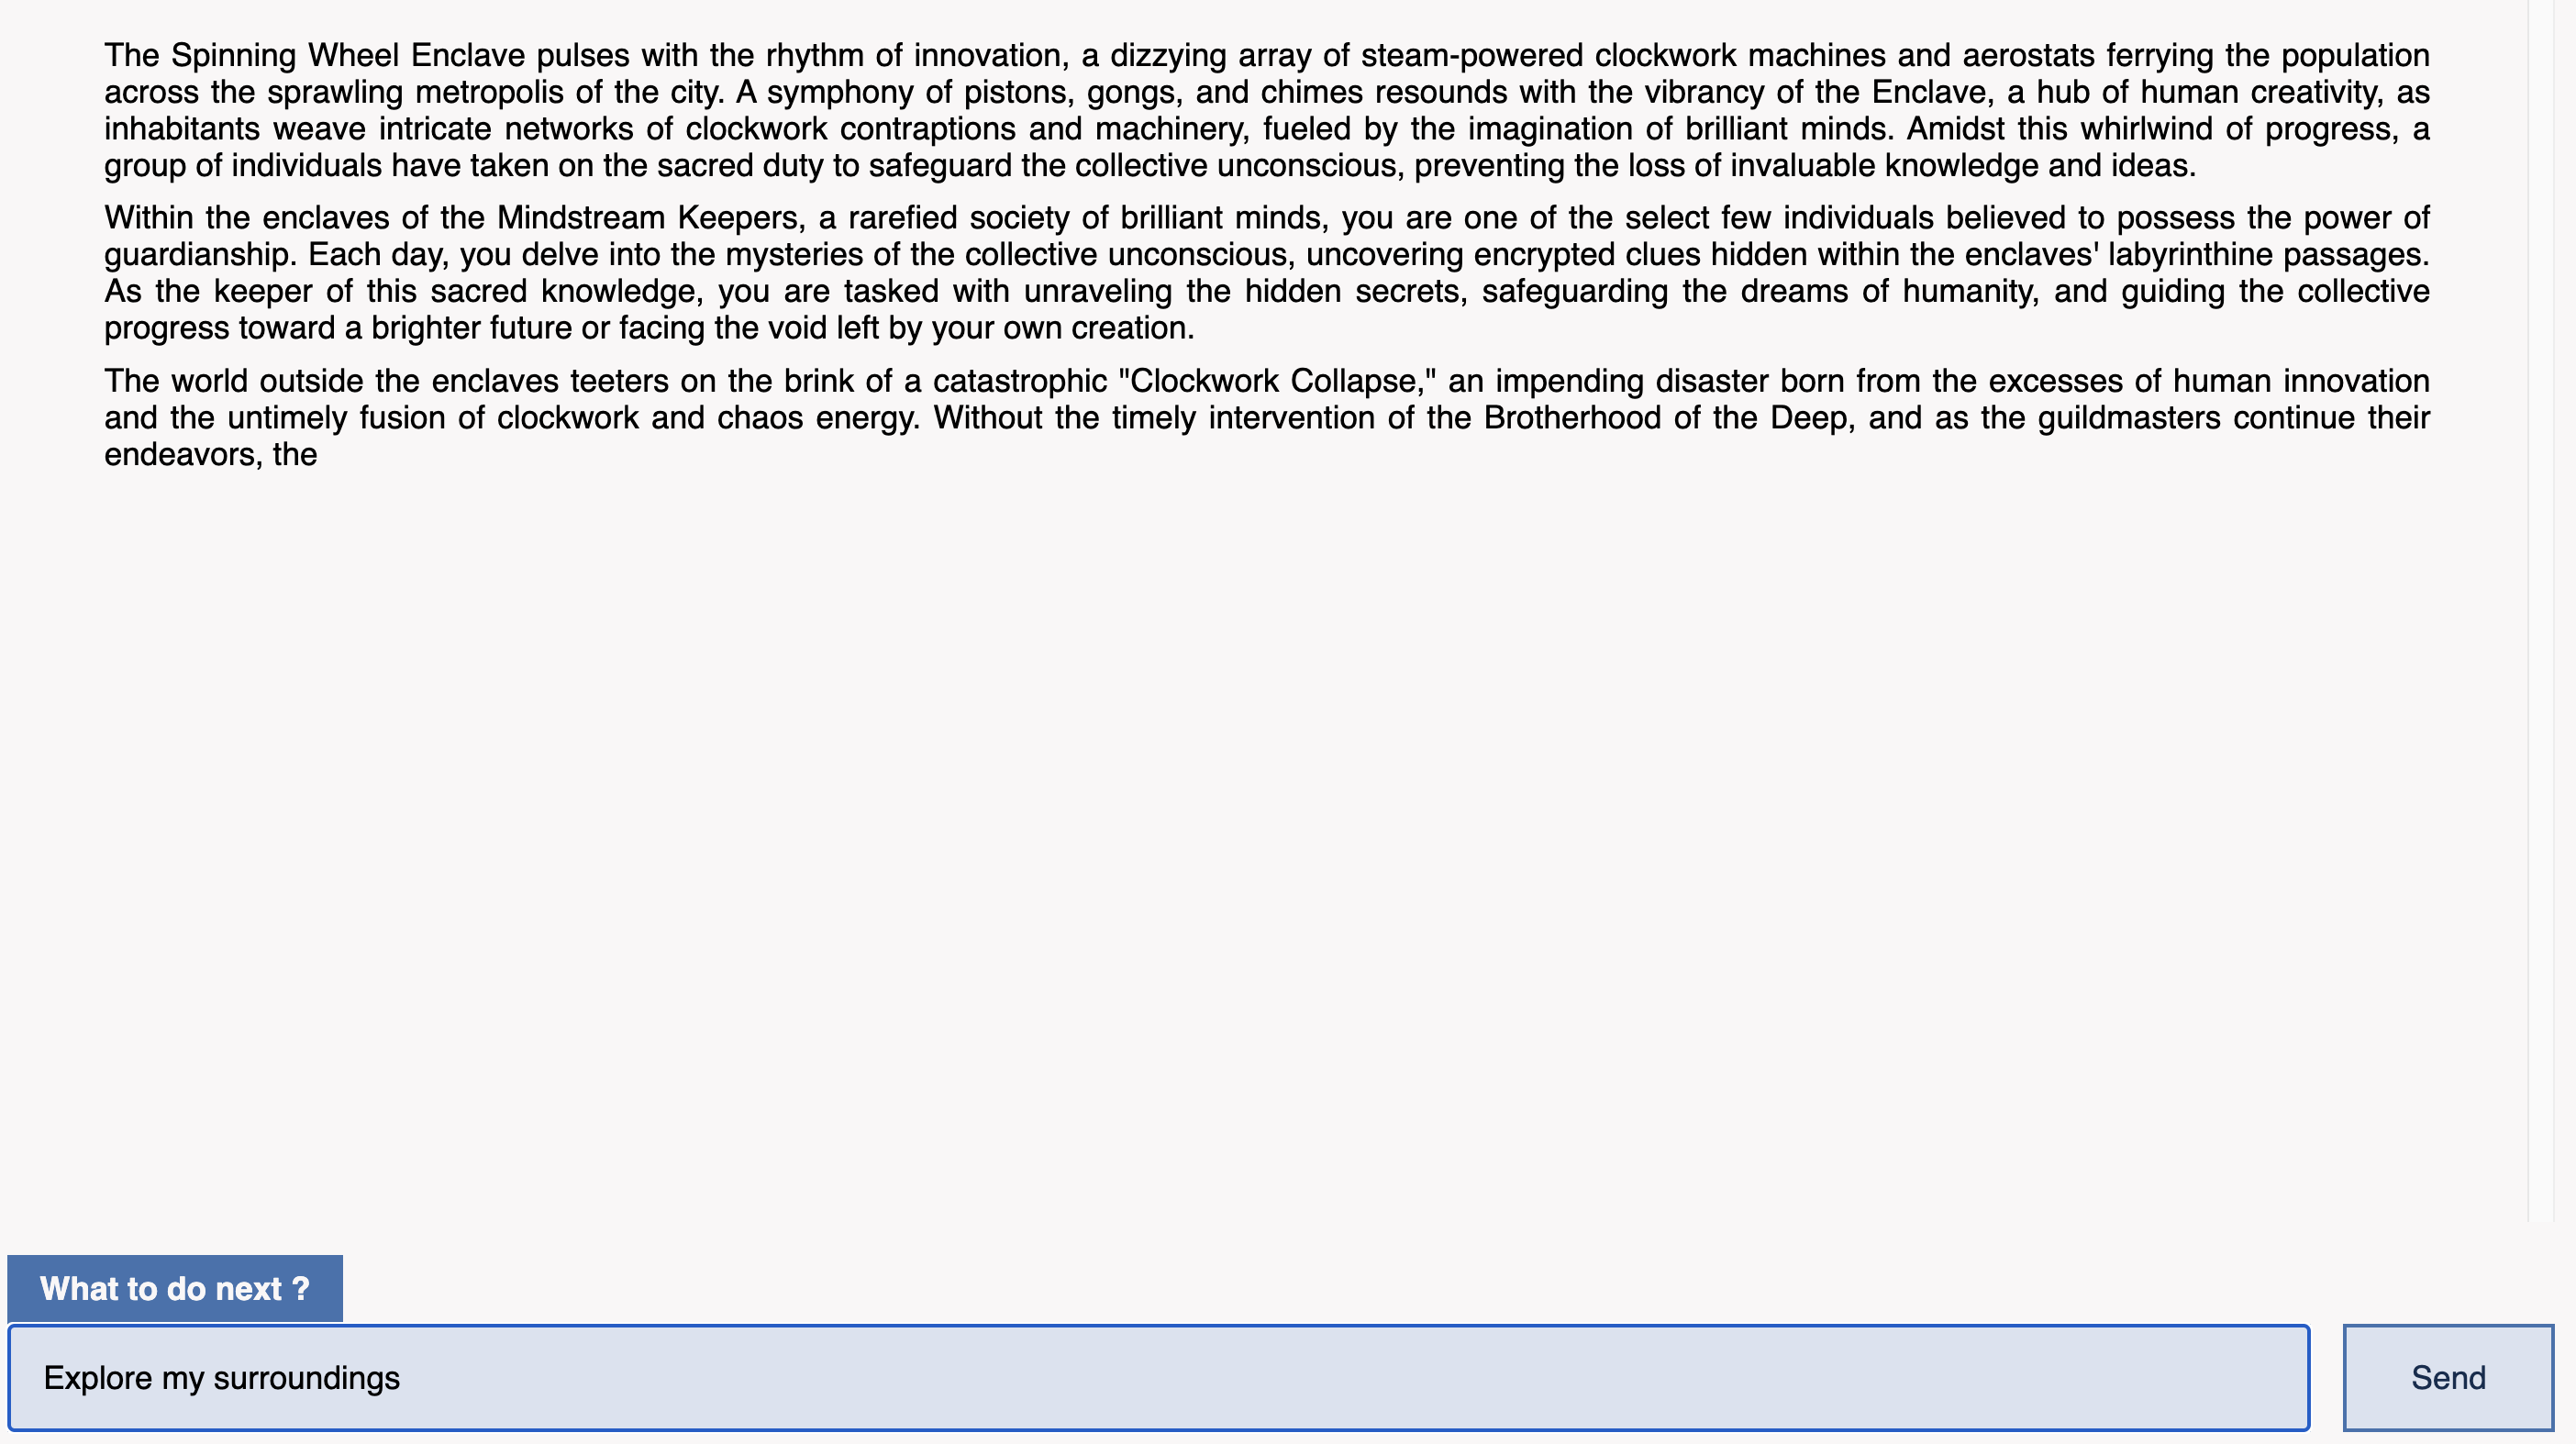 The Spinning Wheel Enclave pulses with the rhythm of innovation, a dizzying array of steam-powered clockwork machines and aerostats ferrying the population
across the sprawling metropolis of the city. A symphony of pistons, gongs, and chimes resounds with the vibrancy of the Enclave, a hub of human creativity, as
inhabitants weave intricate networks of clockwork contraptions and machinery, fueled by the imagination of brilliant minds. Amidst this whirlwind of progress, a
group of individuals have taken on the sacred duty to safeguard the collective unconscious, preventing the loss of invaluable knowledge and ideas.
Within the enclaves of the Mindstream Keepers, a rarefied society of brilliant minds, you are one of the select few individuals believed to possess the power of
guardianship. Each day, you delve into the mysteries of the collective unconscious, uncovering encrypted clues hidden within the enclaves' labyrinthine passages.
As the keeper of this sacred knowledge, you are tasked with unraveling the hidden secrets, safeguarding the dreams of humanity, and guiding the collective
progress toward a brighter future or facing the void left by your own creation.
The world outside the enclaves teeters on the brink of a catastrophic "Clockwork Collapse," an impending disaster born from the excesses of human innovation
and the untimely fusion of clockwork and chaos energy. Without the timely intervention of the Brotherhood of the Deep, and as the guildmasters continue their
endeavors, the
What to do next ?
Explore my surroundings
Send